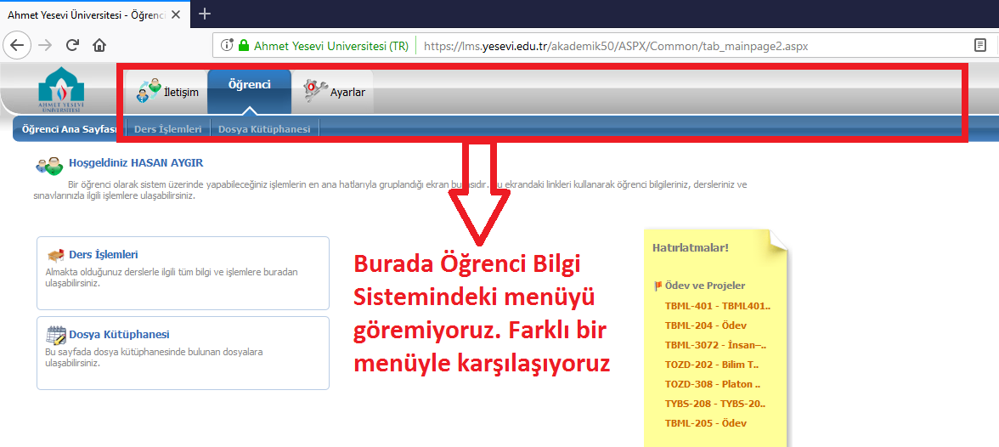 Ahmet Yesevi Üniversitesi - Öğrenci
Ahmet Yesevi Universitesi (TR)
https://lms.yesevi.edu.tr/akademik50/ASPX/Common/tab_mainpage2.aspx
AHMET YESEVİ
ÜNİVERSİTESİ
İletişim
Öğrenci
Ayarlar
Öğrenci Ana Sayfası
Ders İşlemleri
Dosya Kütüphanesi
Hoşgeldiniz HASAN AYGIR
Bir öğrenci olarak sistem üzerinde yapabileceğiniz işlemlerin en ana hatlarıyla gruplandığı ekran ekrandaki linkleri kullanarak öğrenci bilgileriniz, dersleriniz ve
sınavlarınızla ilgili işlemlere ulaşabilirsiniz.
Ders İşlemleri
Almakta olduğunuz derslerle ilgili tüm bilgi ve işlemlere buradan
ulaşabilirsiniz.
Dosya Kütüphanesi
Bu sayfada dosya kütüphanesinde bulunan dosyalara
ulaşabilirsiniz.
Burada Öğrenci Bilgi
Sistemindeki menüyü
göremiyoruz. Farklı bir
menüyle karşılaşıyoruz
Hatırlatmalar!
Ödev ve Projeler
TBML-401 - TBML401..
TBML-204 - Ödev
TBML-3072 - İnsan–..
TOZD-202 - Bilim T..
TOZD-308 - Platon ..
TYBS-208 - TYBS-20..
TBML-205 - Ödev